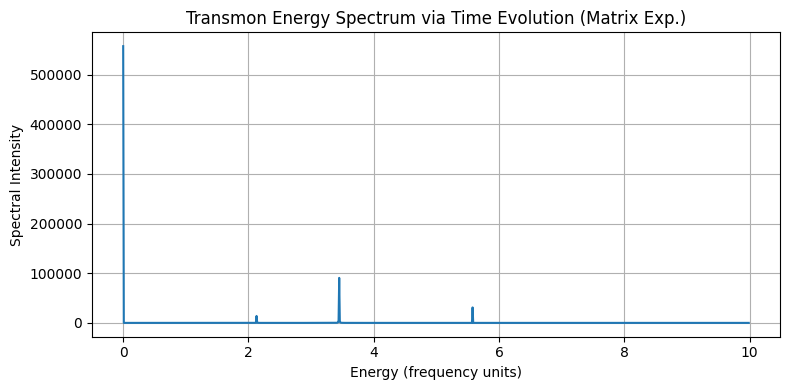 Transmon Energy Spectrum via Time Evolution (Matrix Exp.)
Spectral Intensity
500000
400000
300000
200000
100000
0
0 2 4 6 8 10
Energy (frequency units)